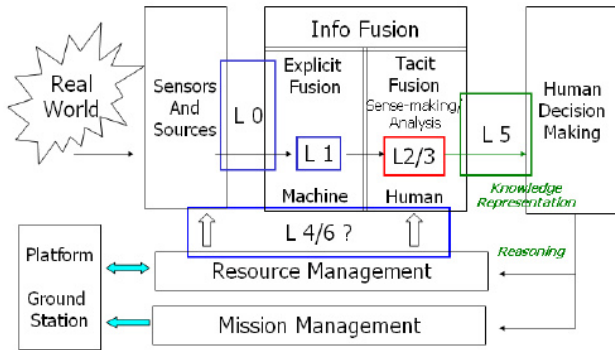 Info Fusion
Real
World
Sensors
And
Sources
L 0
Explicit
Fusion
L 1
Machine
Tacit
Fusion
Sense-making/
Analysis
L2/3
Human
L 5
Human
Decision
Making
Knowledge
Representation
L 4/6 ?
Reasoning
Platform
Ground
Station
Resource Management
Mission Management